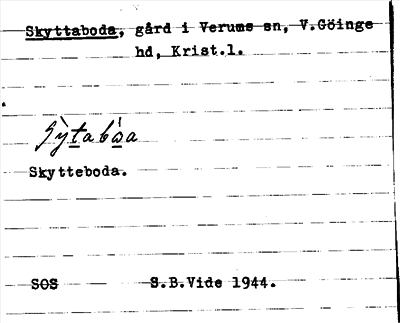 Skyttaboda, gård i Verums sn, V.Göinge
hd, Krist.l.
Skytteboda.
SOS S.B.Vide 1944.